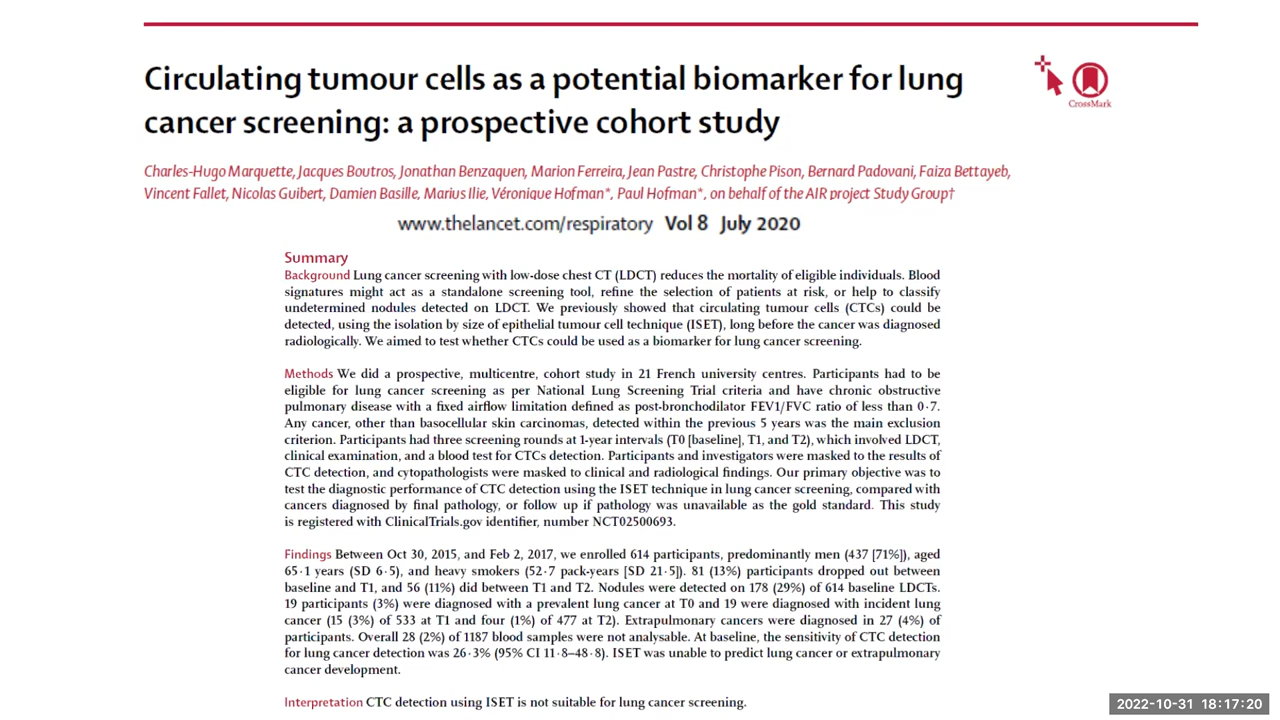 Circulating tumour cells as a potential biomarker for lung
cancer screening: a prospective cohort study
CrossMark
Charles-Hugo Marquette, Jacques Boutros, Jonathan Benzaquen, Marion Ferreira, Jean Pastre, Christophe Pison, Bernard Padovani, Faiza Bettayeb,
Vincent Fallet, Nicolas Guibert, Damien Basille, Marius Ilie, Véronique Hofman*, Paul Hofman*, on behalf of the AIR project Study Group†
www.thelancet.com/respiratory Vol 8 July 2020
Summary
Background Lung cancer screening with low-dose chest CT (LDCT) reduces the mortality of eligible individuals. Blood
signatures might act as a standalone screening tool, refine the selection of patients at risk, or help to classify
undetermined nodules detected on LDCT. We previously showed that circulating tumour cells (CTCs) could be
detected, using the isolation by size of epithelial tumour cell technique (ISET), long before the cancer was diagnosed
radiologically. We aimed to test whether CTCs could be used as a biomarker for lung cancer screening.
Methods We did a prospective, multicentre, cohort study in 21 French university centres. Participants had to be
eligible for lung cancer screening as per National Lung Screening Trial criteria and have chronic obstructive
pulmonary disease with a fixed airflow limitation defined as post-bronchodilator FEV1/FVC ratio of less than 0·7.
Any cancer, other than basocellular skin carcinomas, detected within the previous 5 years was the main exclusion
criterion. Participants had three screening rounds at 1-year intervals (T0 [baseline], T1, and T2), which involved LDCT,
clinical examination, and a blood test for CTCs detection. Participants and investigators were masked to the results of
CTC detection, and cytopathologists were masked to clinical and radiological findings. Our primary objective was to
test the diagnostic performance of CTC detection using the ISET technique in lung cancer screening, compared with
cancers diagnosed by final pathology, or follow up if pathology was unavailable as the gold standard. This study
is registered with ClinicalTrials.gov identifier, number NCT02500693.
Findings Between Oct 30, 2015, and Feb 2, 2017, we enrolled 614 participants, predominantly men (437 [71%]), aged
65·1 years (SD 6·5), and heavy smokers (52·7 pack-years [SD 21·5]). 81 (13%) participants dropped out between
baseline and T1, and 56 (11%) did between T1 and T2. Nodules were detected on 178 (29%) of 614 baseline LDCTs.
19 participants (3%) were diagnosed with a prevalent lung cancer at T0 and 19 were diagnosed with incident lung
cancer (15 (3%) of 533 at T1 and four (1%) of 477 at T2). Extrapulmonary cancers were diagnosed in 27 (4%) of
participants. Overall 28 (2%) of 1187 blood samples were not analysable. At baseline, the sensitivity of CTC detection
for lung cancer detection was 26·3% (95% CI 11·8–48·8). ISET was unable to predict lung cancer or extrapulmonary
cancer development.
Interpretation CTC detection using ISET is not suitable for lung cancer screening.
2022-10-31 18:17:20